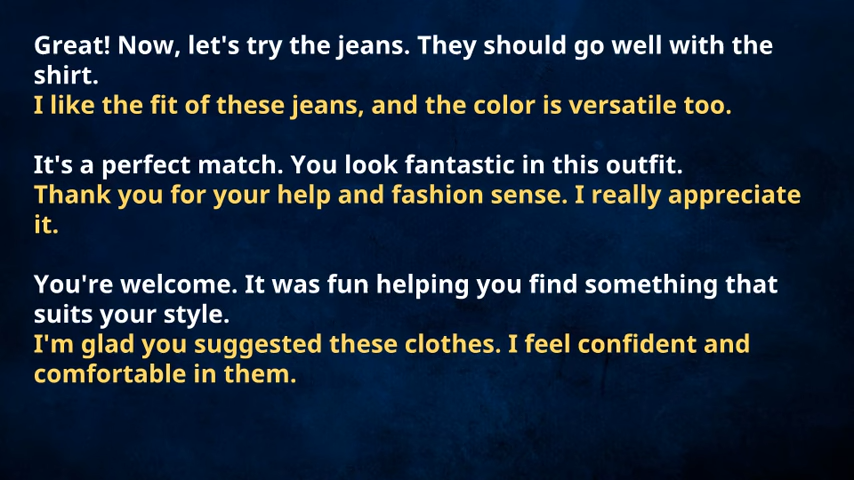 Great! Now, let's try the jeans. They should go well with the
shirt.
I like the fit of these jeans, and the color is versatile too.
It's a perfect match. You look fantastic in this outfit.
Thank you for your help and fashion sense. I really appreciate
it.
You're welcome. It was fun helping you find something that
suits your style.
I'm glad you suggested these clothes. I feel confident and
comfortable in them.